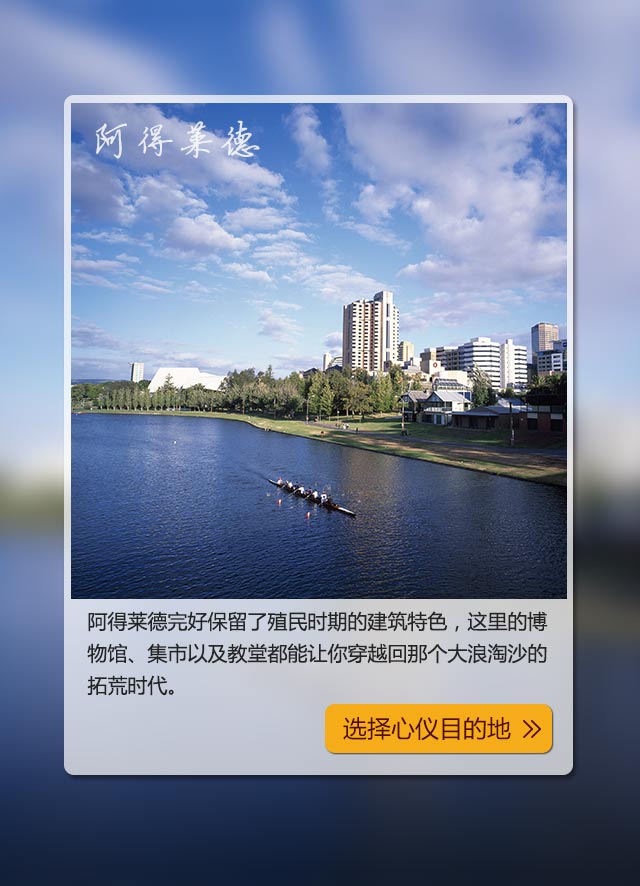 阿得莱德
阿得莱德完好保留了殖民时期的建筑特色，这里的博
物馆、集市以及教堂都能让你穿越回那个大浪淘沙的
拓荒时代。
选择心仪目的地 »